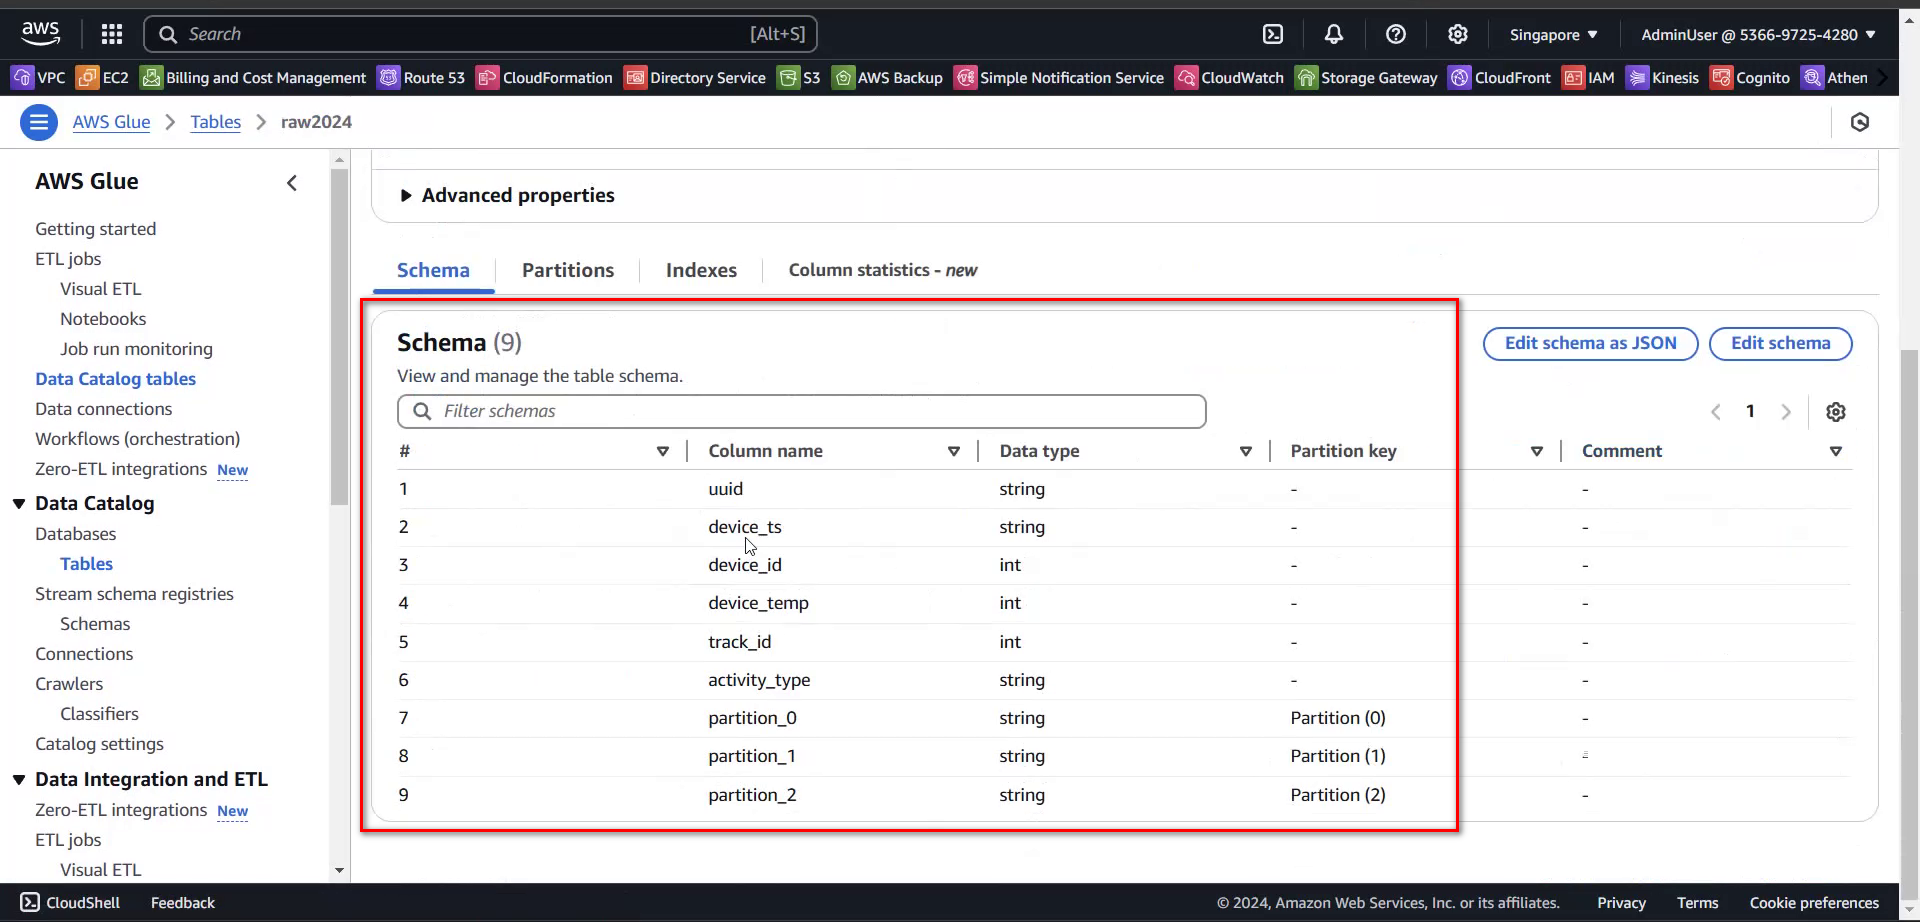 aws
Search
[Alt+S]
Singapore
AdminUser @ 5366-9725-4280
VPC
EC2
Billing and Cost Management
Route 53
CloudFormation
Directory Service
S3
AWS Backup
Simple Notification Service
CloudWatch
Storage Gateway
CloudFront
IAM
Kinesis
Cognito
Athen
AWS Glue
Tables
raw2024
AWS Glue
Getting started
ETL jobs
Visual ETL
Notebooks
Job run monitoring
Data Catalog tables
Data connections
Workflows (orchestration)
Zero-ETL integrations New
Data Catalog
Databases
Tables
Stream schema registries
Schemas
Connections
Crawlers
Classifiers
Catalog settings
Data Integration and ETL
Zero-ETL integrations New
ETL jobs
Visual ETL
Advanced properties
Schema
Partitions
Indexes
Column statistics - new
Schema (9)
View and manage the table schema.
Edit schema as JSON
Edit schema
Filter schemas
1
# Column name Data type Partition key Comment
1 uuid string - -
2 device_ts string - -
3 device_id int - -
4 device_temp int - -
5 track_id int - -
6 activity_type string - -
7 partition_0 string Partition (0) -
8 partition_1 string Partition (1) -
9 partition_2 string Partition (2) -
CloudShell
Feedback
© 2024, Amazon Web Services, Inc. or its affiliates.
Privacy
Terms
Cookie preferences